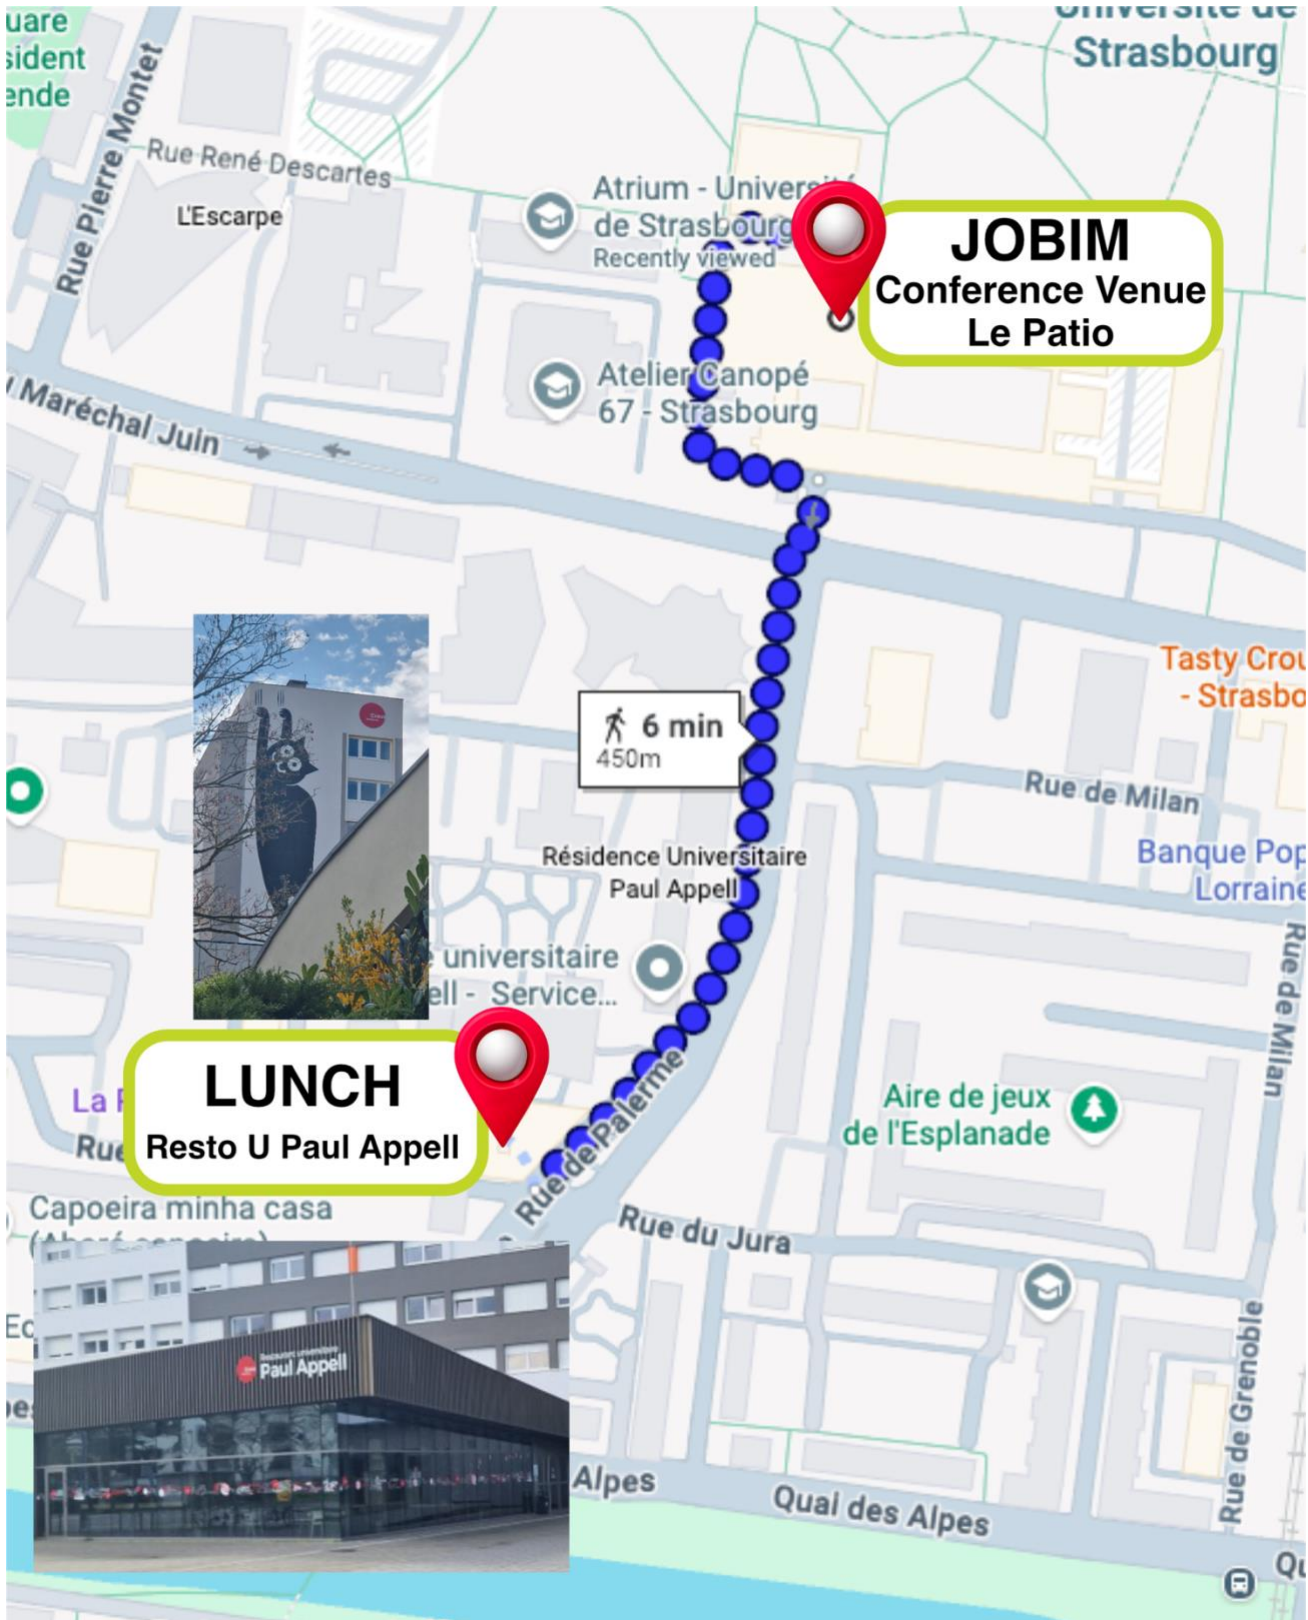 Université de
Strasbourg
uare
sident
ende
Rue Pierre Montet
Rue René Descartes
L'Escarpe
Atrium - Université
de Strasbourg
Recently viewed
JOBIM
Conference Venue
Le Patio
Atelier Canopé
67 - Strasbourg
Maréchal Juin
Tasty Crou
- Strasbo
6 min
450m
Rue de Milan
Résidence Universitaire
Paul Appell
Banque Pop
Lorraine
Rue de Milan
universitaire
ell - Service...
LUNCH
Resto U Paul Appell
La
Rue
Rue de Palerme
Aire de jeux
de l'Esplanade
Capoeira minha casa
Rue du Jura
Ec
Paul Appell
Rue de Grenoble
Alpes
Quai des Alpes
Qu